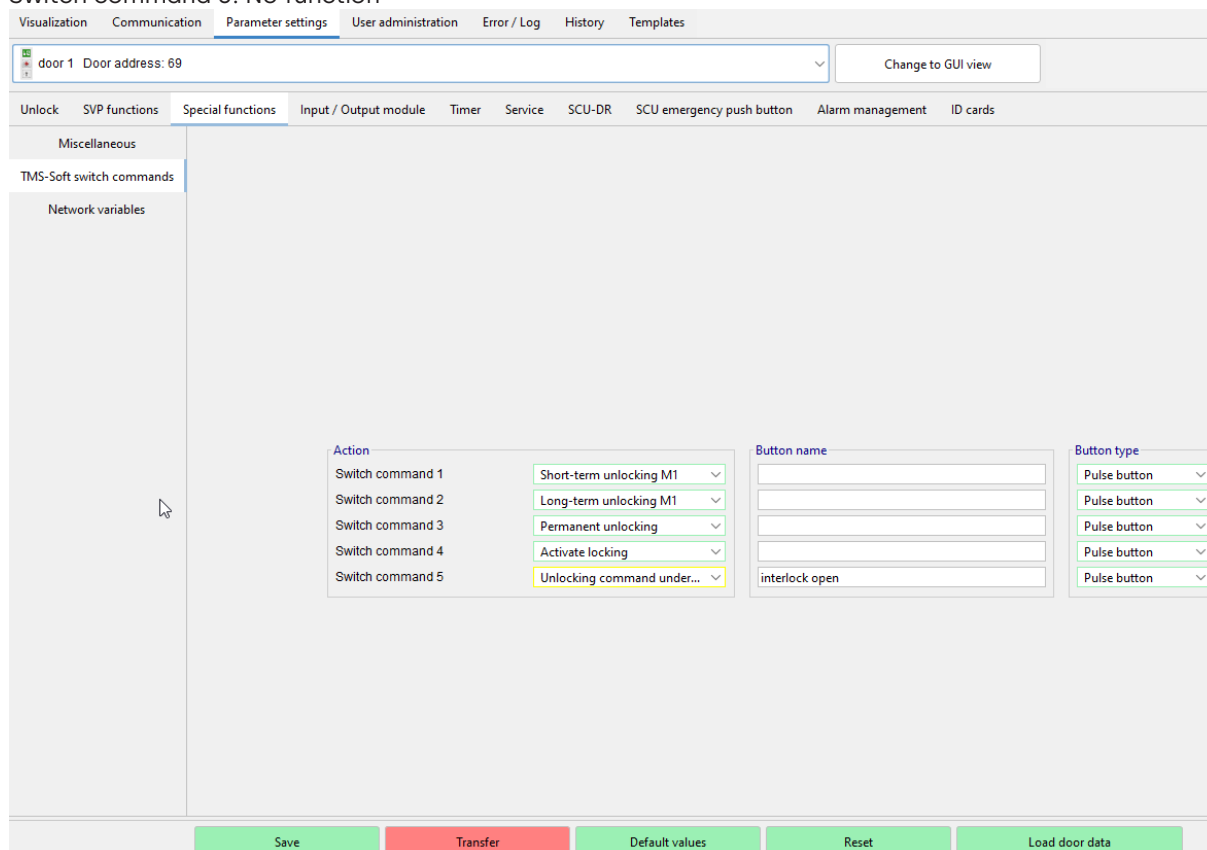 Switch command 5: No function
Visualization Communication Parameter settings User administration Error / Log History Templates
door 1 Door address: 69 Change to GUI view
Unlock SVP functions Special functions Input / Output module Timer Service SCU-DR SCU emergency push button Alarm management ID cards
Miscellaneous
TMS-Soft switch commands
Network variables
Action Button name Button type
Switch command 1 Short-term unlocking M1 Pulse button
Switch command 2 Long-term unlocking M1 Pulse button
Switch command 3 Permanent unlocking Pulse button
Switch command 4 Activate locking Pulse button
Switch command 5 Unlocking command under... interlock open Pulse button
Save Transfer Default values Reset Load door data